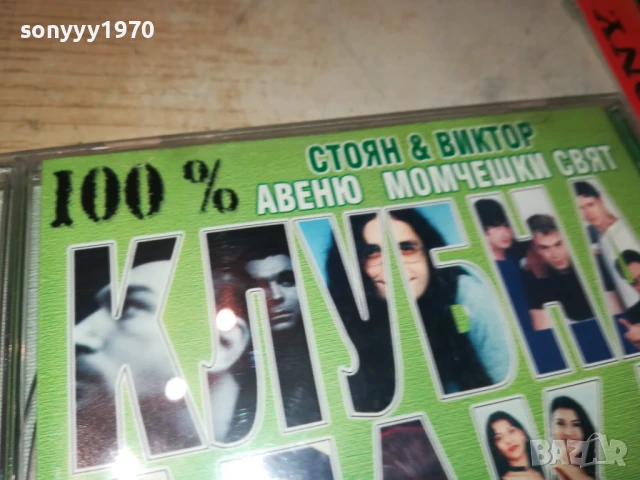 sonyyy1970
100 %
СТОЯН & ВИКТОР
АВЕНЮ МОМЧЕШКИ СВЯТ
КЛУБНА
BAZAR